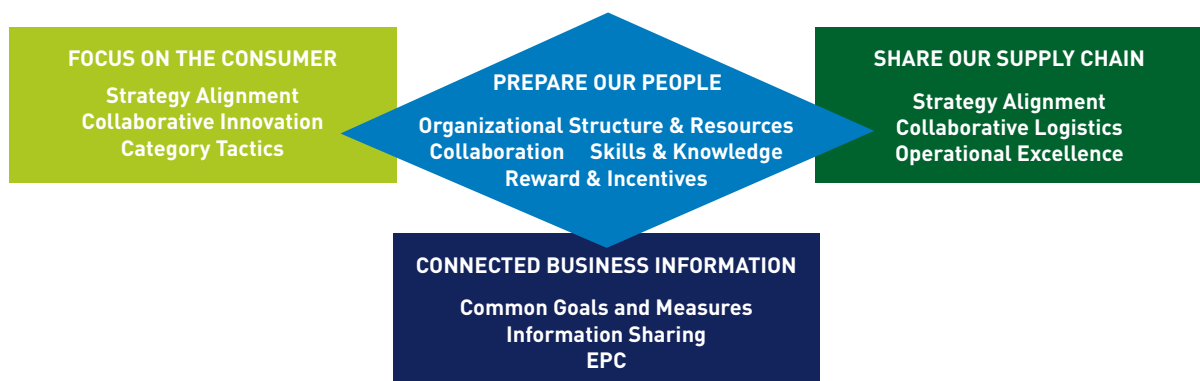 FOCUS ON THE CONSUMER
Strategy Alignment
Collaborative Innovation
Category Tactics
PREPARE OUR PEOPLE
Organizational Structure & Resources
Collaboration Skills & Knowledge
Reward & Incentives
SHARE OUR SUPPLY CHAIN
Strategy Alignment
Collaborative Logistics
Operational Excellence
CONNECTED BUSINESS INFORMATION
Common Goals and Measures
Information Sharing
EPC